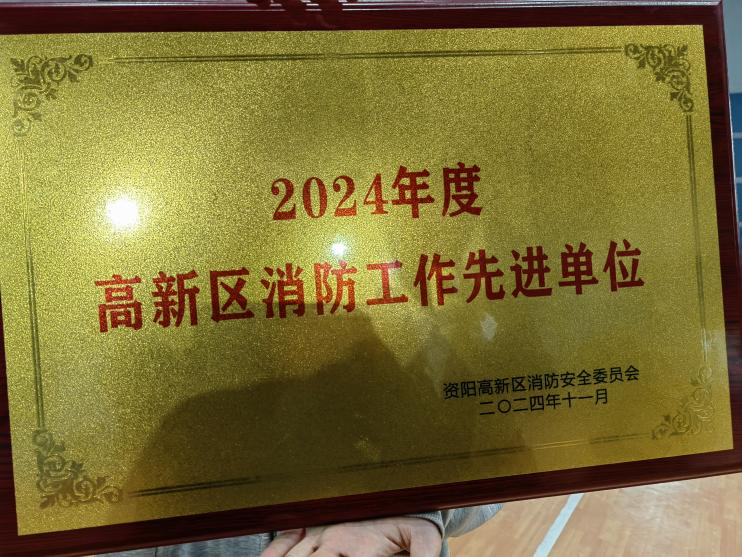 2024年度
高新区消防工作先进单位
资阳高新区消防安全委员会
二〇二四年十一月